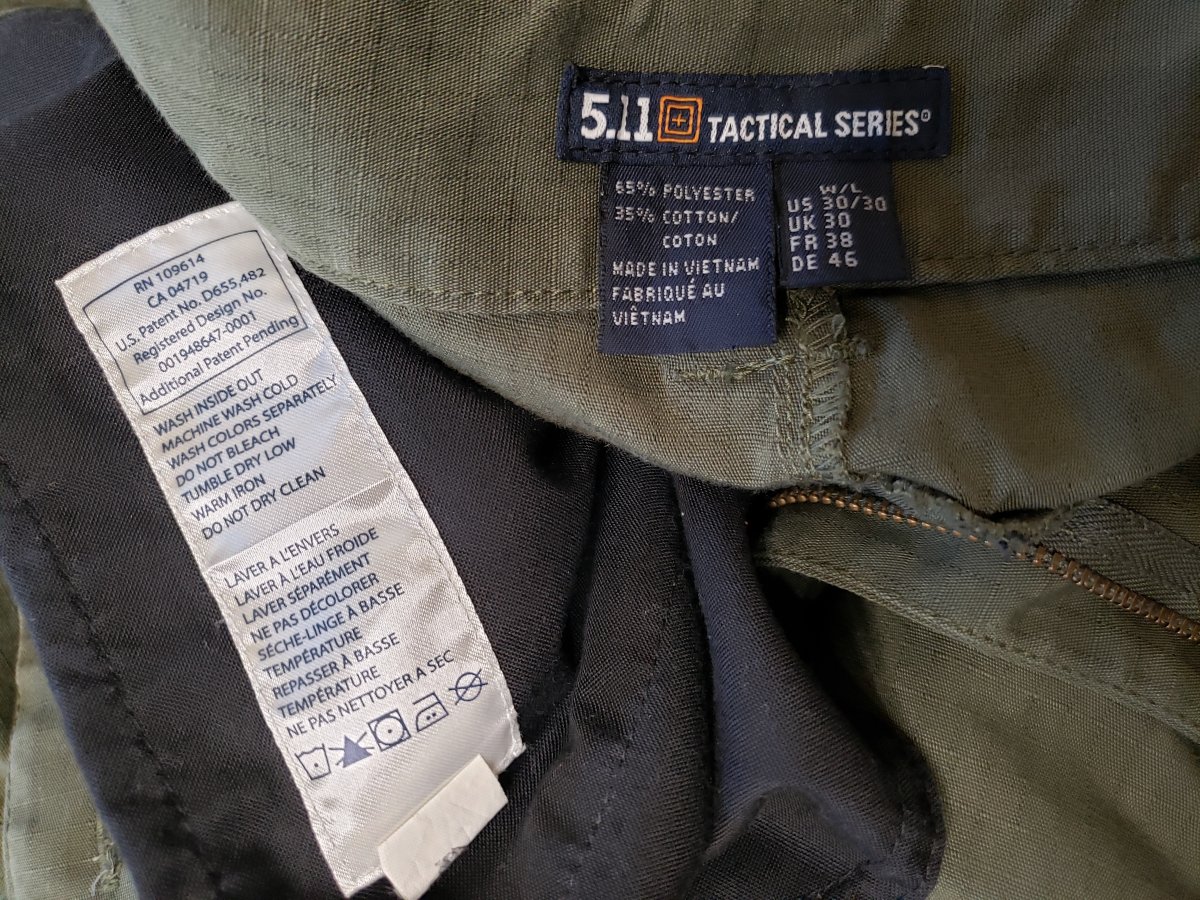 5.11 TACTICAL SERIES®
65% POLYESTER
35% COTTON/
COTON
MADE IN VIETNAM
FABRIQUÉ AU
VIÊTNAM
W/L
US 30/30
UK 30
FR 38
DE 46
RN 109614
CA 04719
U.S. Patent No. D655,482
Registered Design No.
001948647-0001
Additional Patent Pending
WASH INSIDE OUT
MACHINE WASH COLD
WASH COLORS SEPARATELY
DO NOT BLEACH
TUMBLE DRY LOW
WARM IRON
DO NOT DRY CLEAN
LAVER A L'ENVERS
LAVER À L'EAU FROIDE
LAVER SÉPARÉMENT
NE PAS DÉCOLORER
SÉCHE-LINGE À BASSE
TEMPÉRATURE
REPASSER À BASSE
TEMPÉRATURE
NE PAS NETTOYER A SEC